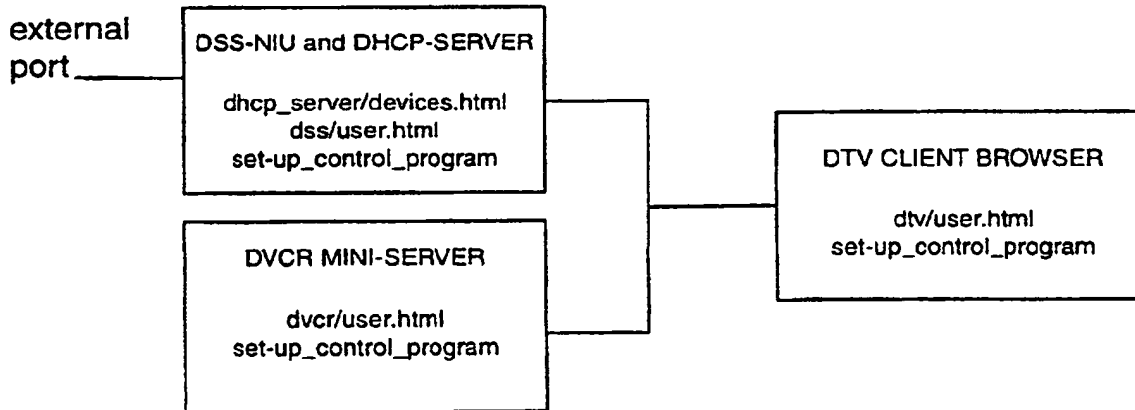 external
port
DSS-NIU and DHCP-SERVER
dhcp_server/devices.html
dss/user.html
set-up_control_program
DVCR MINI-SERVER
dvcr/user.html
set-up_control_program
DTV CLIENT BROWSER
dtv/user.html
set-up_control_program